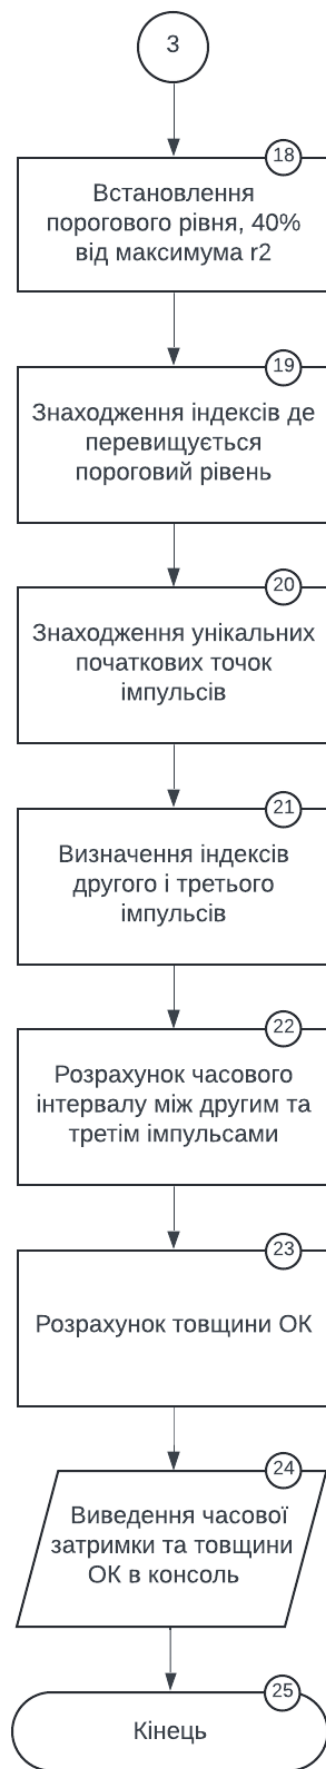 3
18
Встановлення
порогового рівня, 40%
від максимума r2
19
Знаходження індексів де
перевищується
пороговий рівень
20
Знаходження унікальних
початкових точок
імпульсів
21
Визначення індексів
другого і третього
імпульсів
22
Розрахунок часового
інтервалу між другим та
третім імпульсами
23
Розрахунок товщини ОК
24
Виведення часової
затримки та товщини
ОК в консоль
25
Кінець